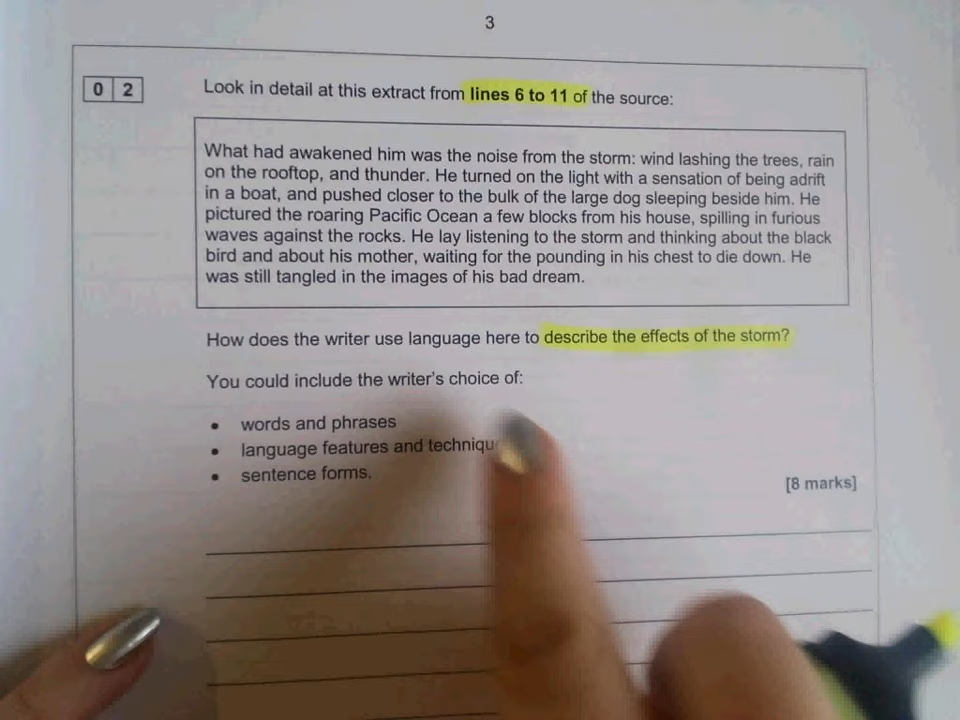 3
0 2
Look in detail at this extract from lines 6 to 11 of the source:
What had awakened him was the noise from the storm: wind lashing the trees, rain
on the rooftop, and thunder. He turned on the light with a sensation of being adrift
in a boat, and pushed closer to the bulk of the large dog sleeping beside him. He
pictured the roaring Pacific Ocean a few blocks from his house, spilling in furious
waves against the rocks. He lay listening to the storm and thinking about the black
bird and about his mother, waiting for the pounding in his chest to die down. He
was still tangled in the images of his bad dream.
How does the writer use language here to describe the effects of the storm?
You could include the writer's choice of:
• words and phrases
• language features and techniqu
• sentence forms.
[8 marks]